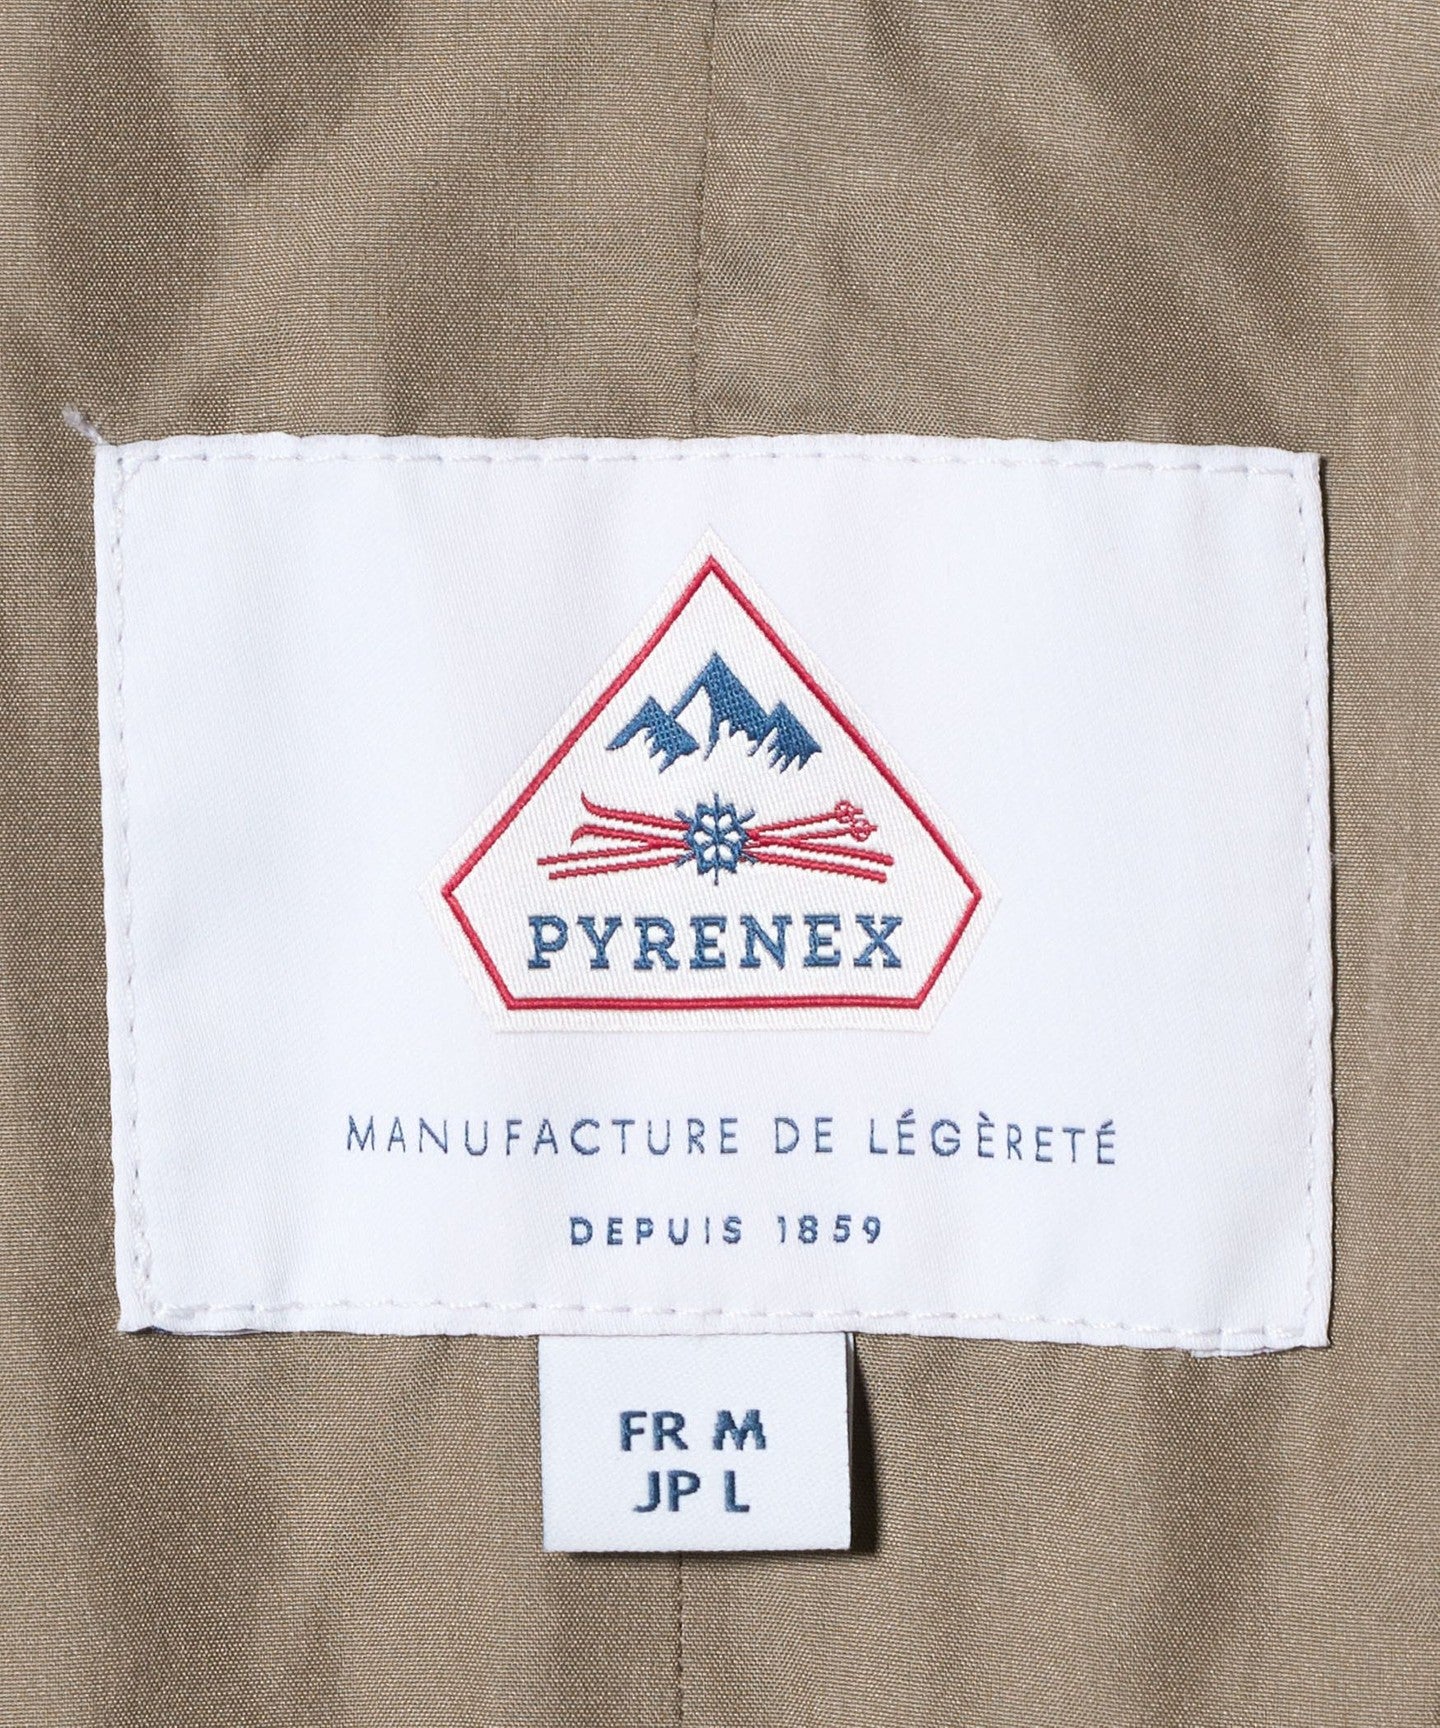 PYRENEX
MANUFACTURE DE LÉGÈRETÉ
DEPUIS 1859
FR M
JP L